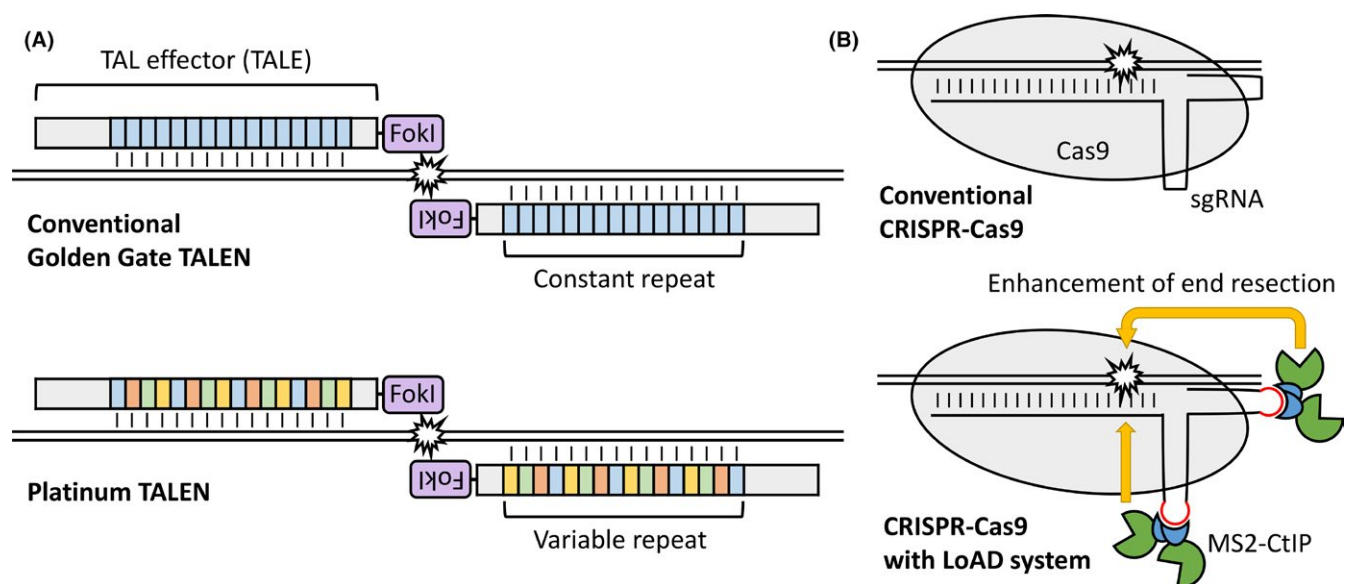 (A)
TAL effector (TALE)
FokI
FokI
Conventional
Golden Gate TALEN
Constant repeat
FokI
FokI
Platinum TALEN
Variable repeat
(B)
Cas9
sgRNA
Conventional
CRISPR-Cas9
Enhancement of end resection
MS2-CtIP
CRISPR-Cas9
with LoAD system